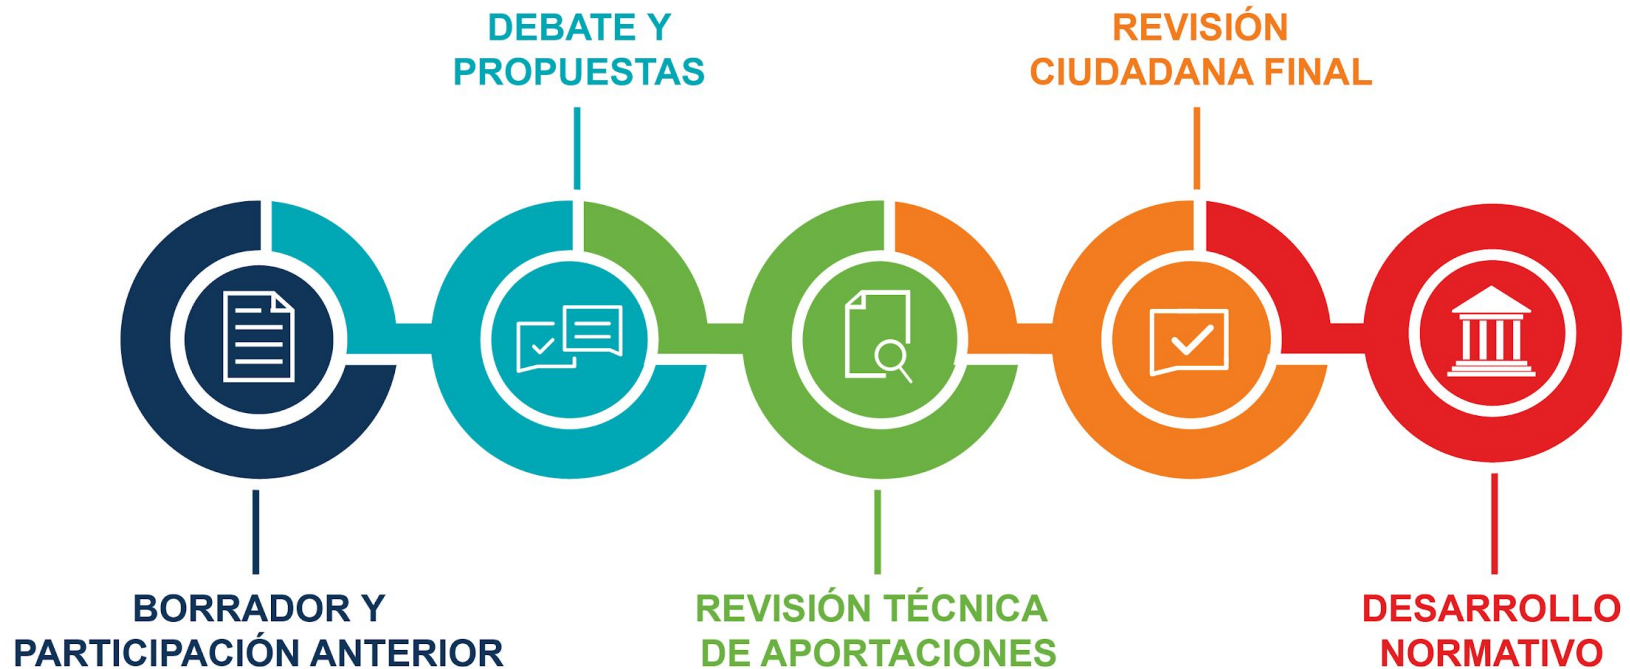 DEBATE Y
PROPUESTAS
REVISIÓN
CIUDADANA FINAL
BORRADOR Y
PARTICIPACIÓN ANTERIOR
REVISIÓN TÉCNICA
DE APORTACIONES
DESARROLLO
NORMATIVO